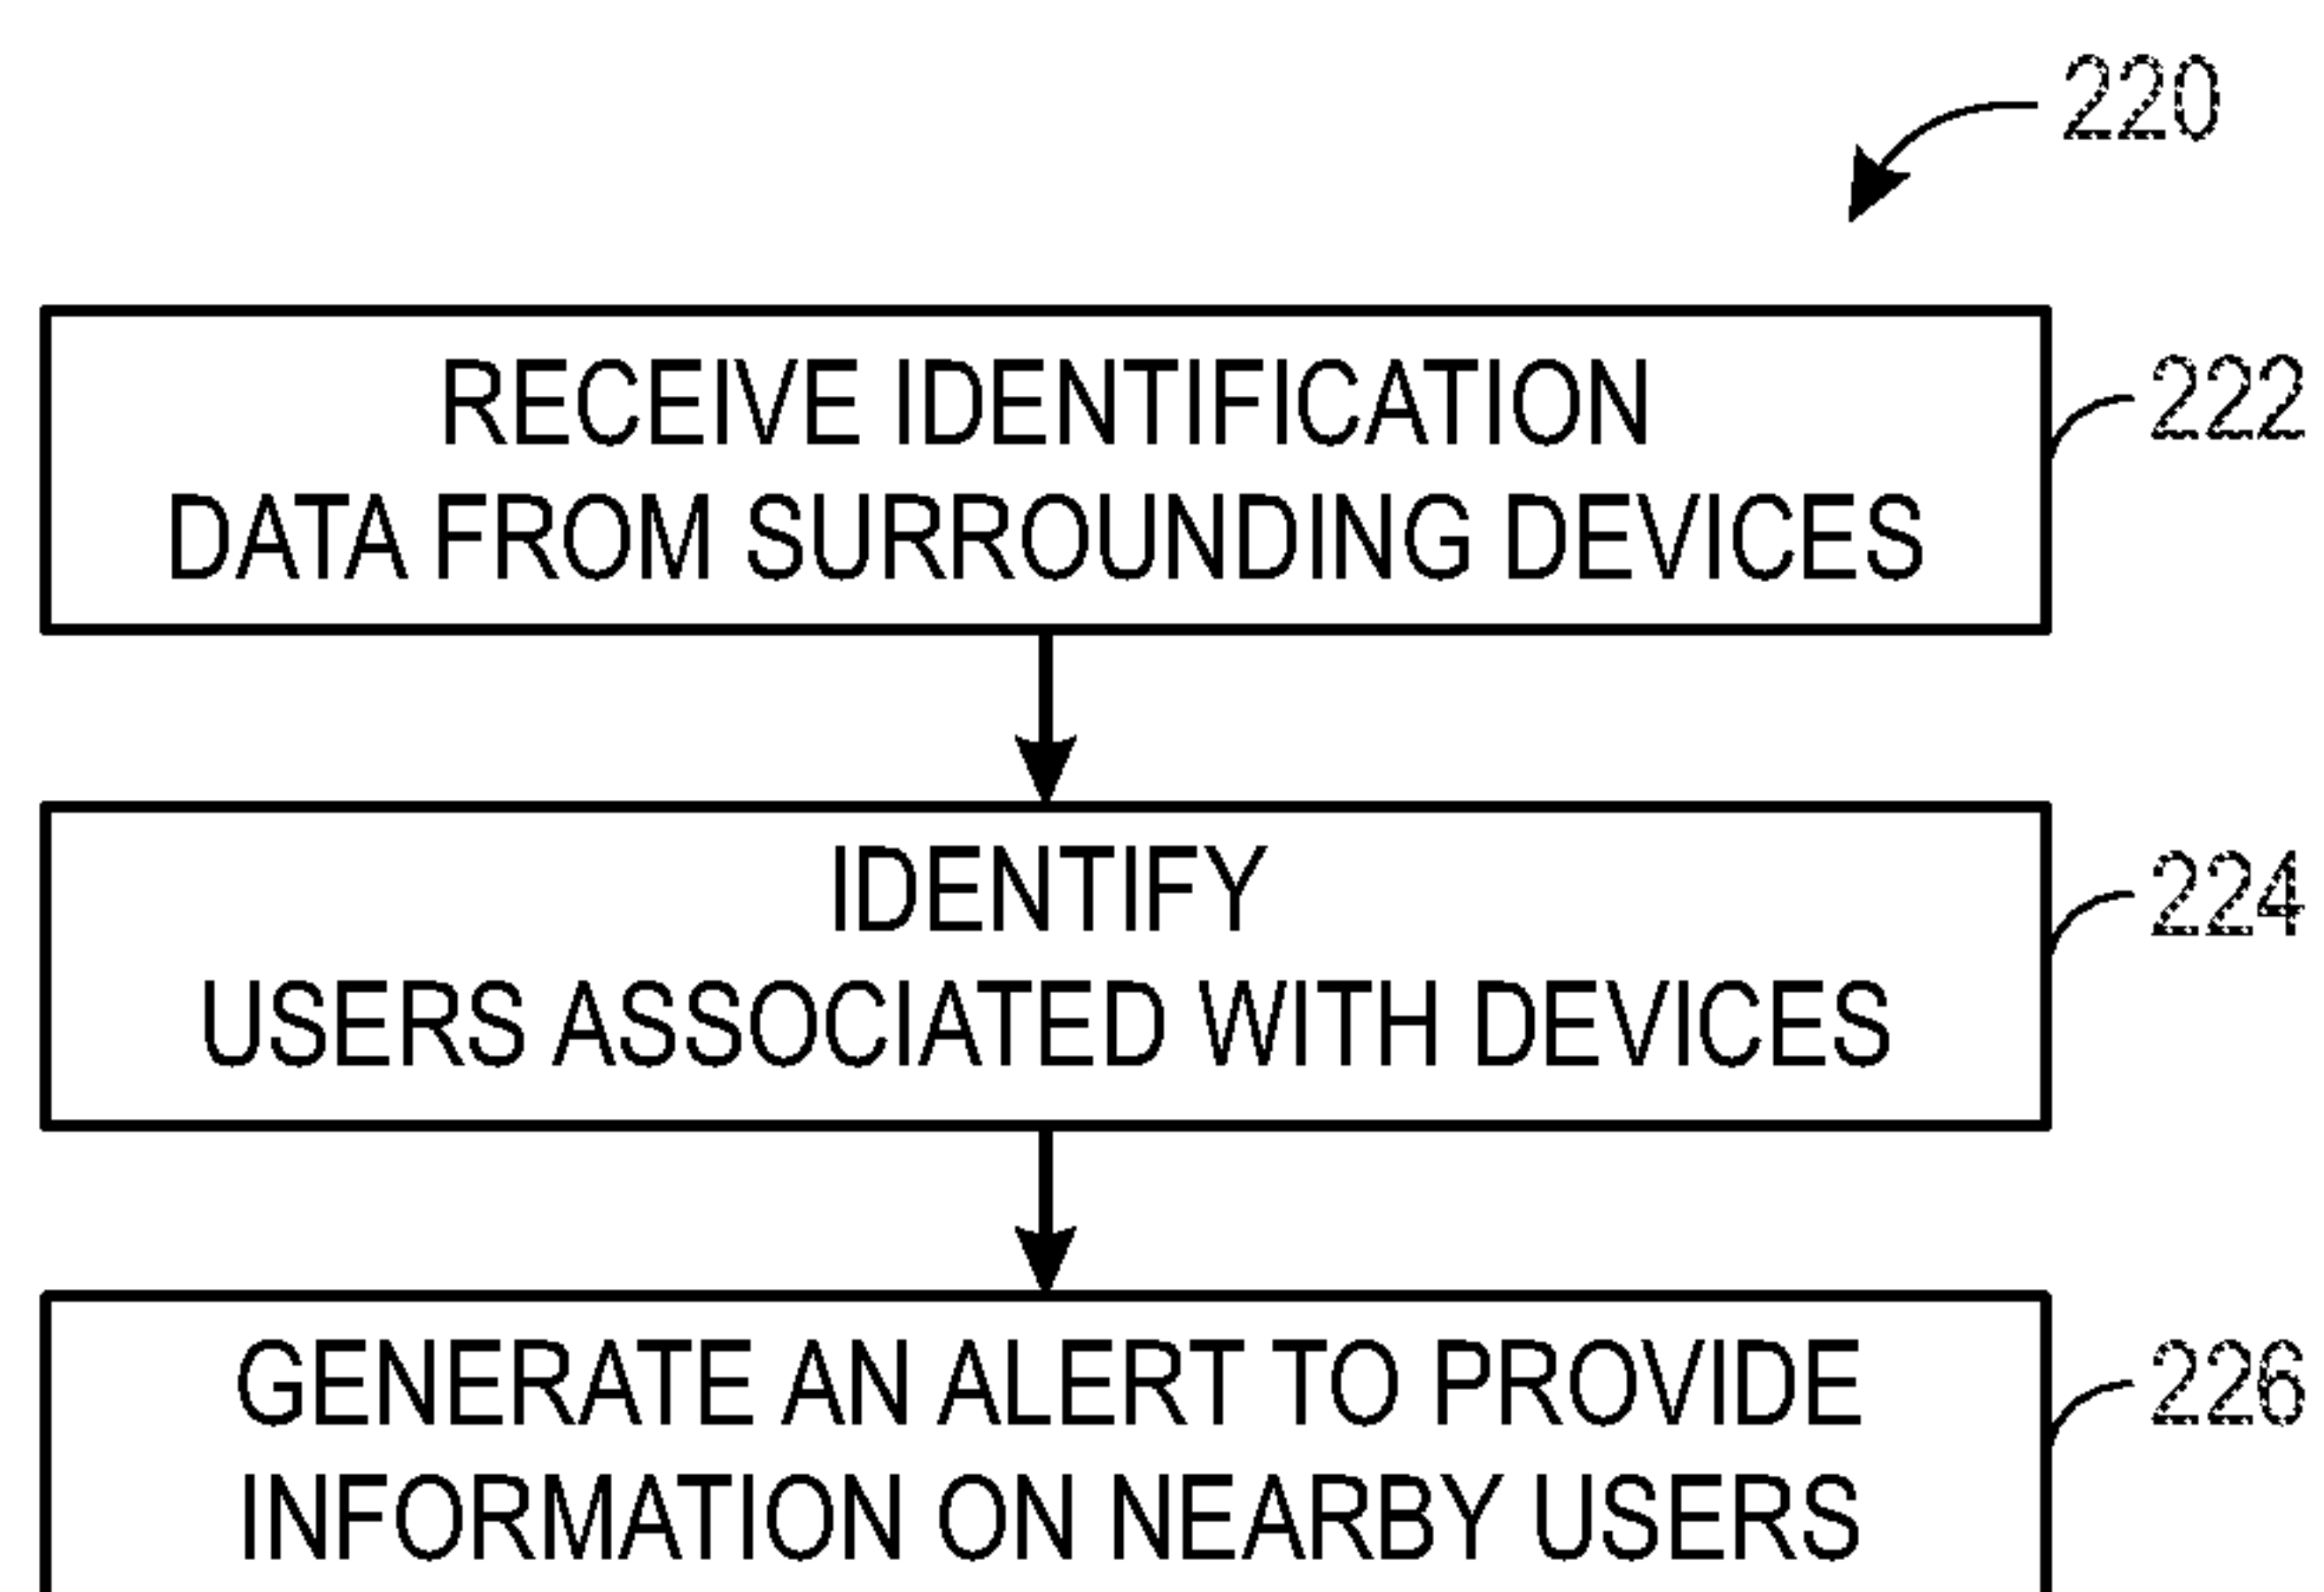 220
RECEIVE IDENTIFICATION
DATA FROM SURROUNDING DEVICES
222
IDENTIFY
USERS ASSOCIATED WITH DEVICES
224
GENERATE AN ALERT TO PROVIDE
INFORMATION ON NEARBY USERS
226